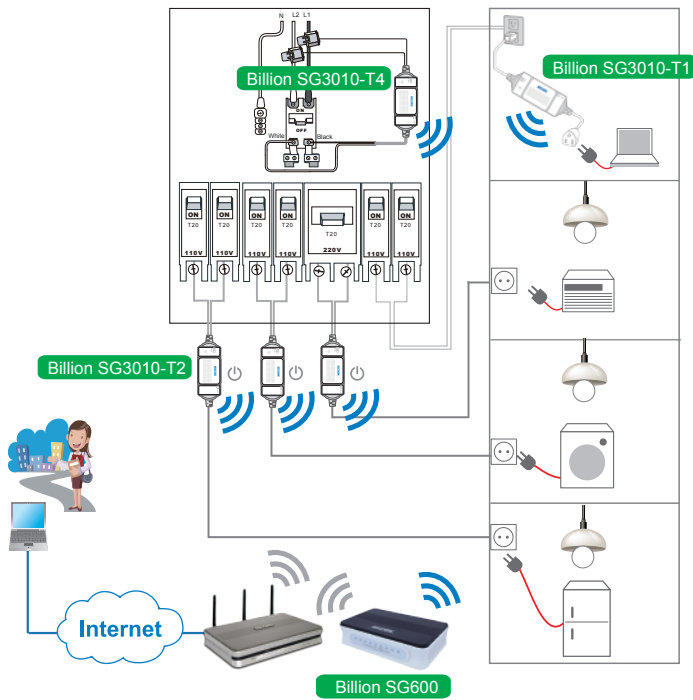 N L2 L1
Billion SG3010-T4
Billion SG3010-T1
ON
OFF
White Black
ON ON ON ON ON ON
T20 T20 T20 T20 T20 T20 T20
110V 110V 110V 110V 220V 110V 110V
Billion SG3010-T2
Internet
Billion SG600